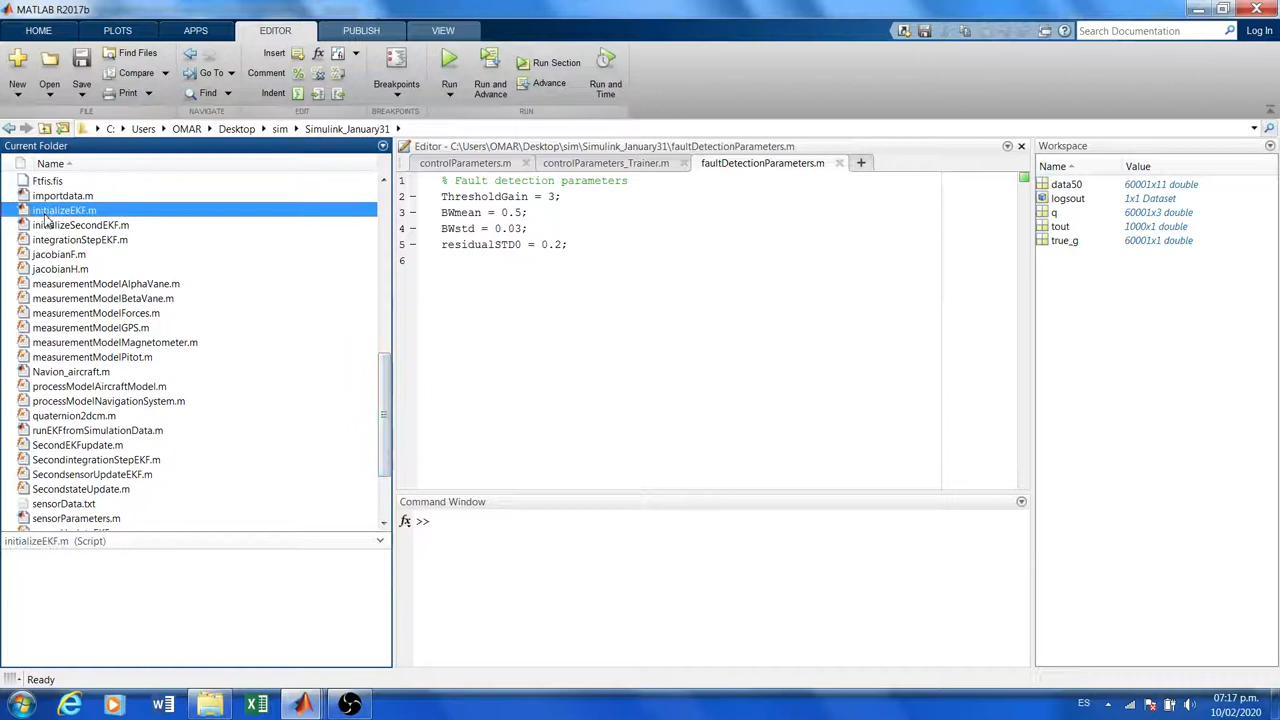 MATLAB R2017b
HOME PLOTS APPS EDITOR PUBLISH VIEW
Search Documentation Log In
New Open Save
Find Files
Compare
Print
Go To
Find
Insert fx
Comment %
Indent
Breakpoints
Run
Run and Advance
Run Section
Advance
Run and Time
FILE NAVIGATE EDIT BREAKPOINTS RUN
C: Users OMAR Desktop sim Simulink_January31
Current Folder
Name
Ftfis.fis
importdata.m
initializeEKF.m
initializeSecondEKF.m
integrationStepEKF.m
jacobianF.m
jacobianH.m
measurementModelAlphaVane.m
measurementModelBetaVane.m
measurementModelForces.m
measurementModelGPS.m
measurementModelMagnetometer.m
measurementModelPitot.m
Navion_aircraft.m
processModelAircraftModel.m
processModelNavigationSystem.m
quaternion2dcm.m
runEKFfromSimulationData.m
SecondEKFupdate.m
SecondintegrationStepEKF.m
SecondsensorUpdateEKF.m
SecondstateUpdate.m
sensorData.txt
sensorParameters.m
initializeEKF.m (Script)
Editor - C:\Users\OMAR\Desktop\sim\Simulink_January31\faultDetectionParameters.m
controlParameters.m controlParameters_Trainer.m faultDetectionParameters.m
1 % Fault detection parameters
2 – ThresholdGain = 3;
3 – BWmean = 0.5;
4 – BWstd = 0.03;
5 – residualSTD0 = 0.2;
6
Command Window
fx >>
Workspace
Name Value
data50 60001x11 double
logsout 1x1 Dataset
q 60001x3 double
tout 1000x1 double
true_g 60001x1 double
Ready
ES 07:17 p.m.
10/02/2020